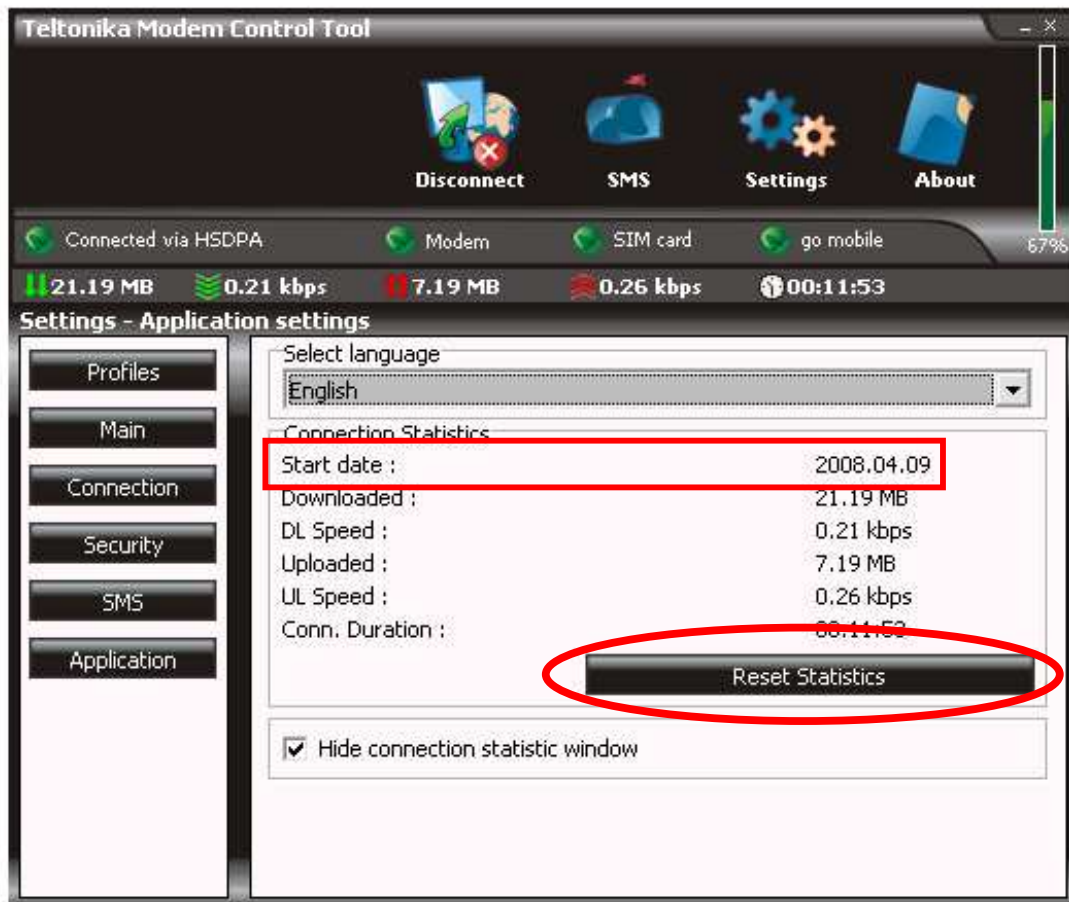 Teltonika Modem Control Tool
Disconnect SMS Settings About
Connected via HSDPA Modem SIM card go mobile 67%
21.19 MB 0.21 kbps 7.19 MB 0.26 kbps 00:11:53
Settings - Application settings
Profiles
Main
Connection
Security
SMS
Application
Select language
English
Connection Statistics
Start date : 2008.04.09
Downloaded : 21.19 MB
DL Speed : 0.21 kbps
Uploaded : 7.19 MB
UL Speed : 0.26 kbps
Conn. Duration : 00:11:53
Reset Statistics
Hide connection statistic window